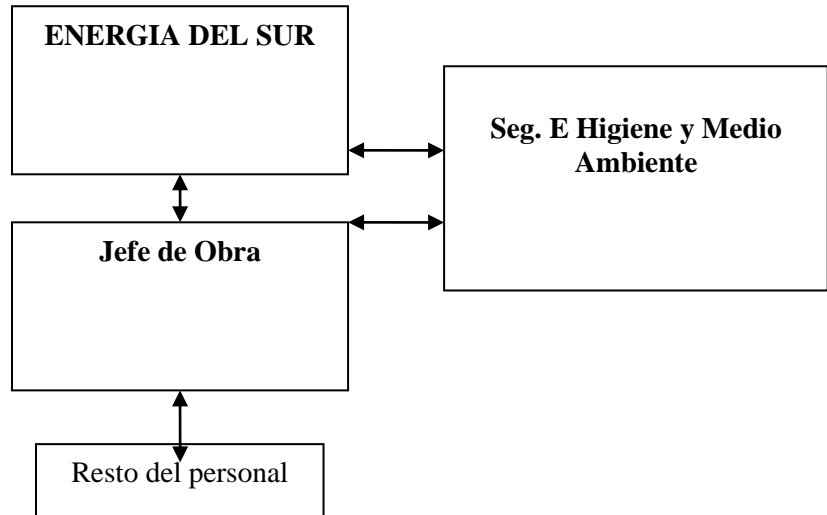 ENERGIA DEL SUR
Seg. E Higiene y Medio
Ambiente
Jefe de Obra
Resto del personal